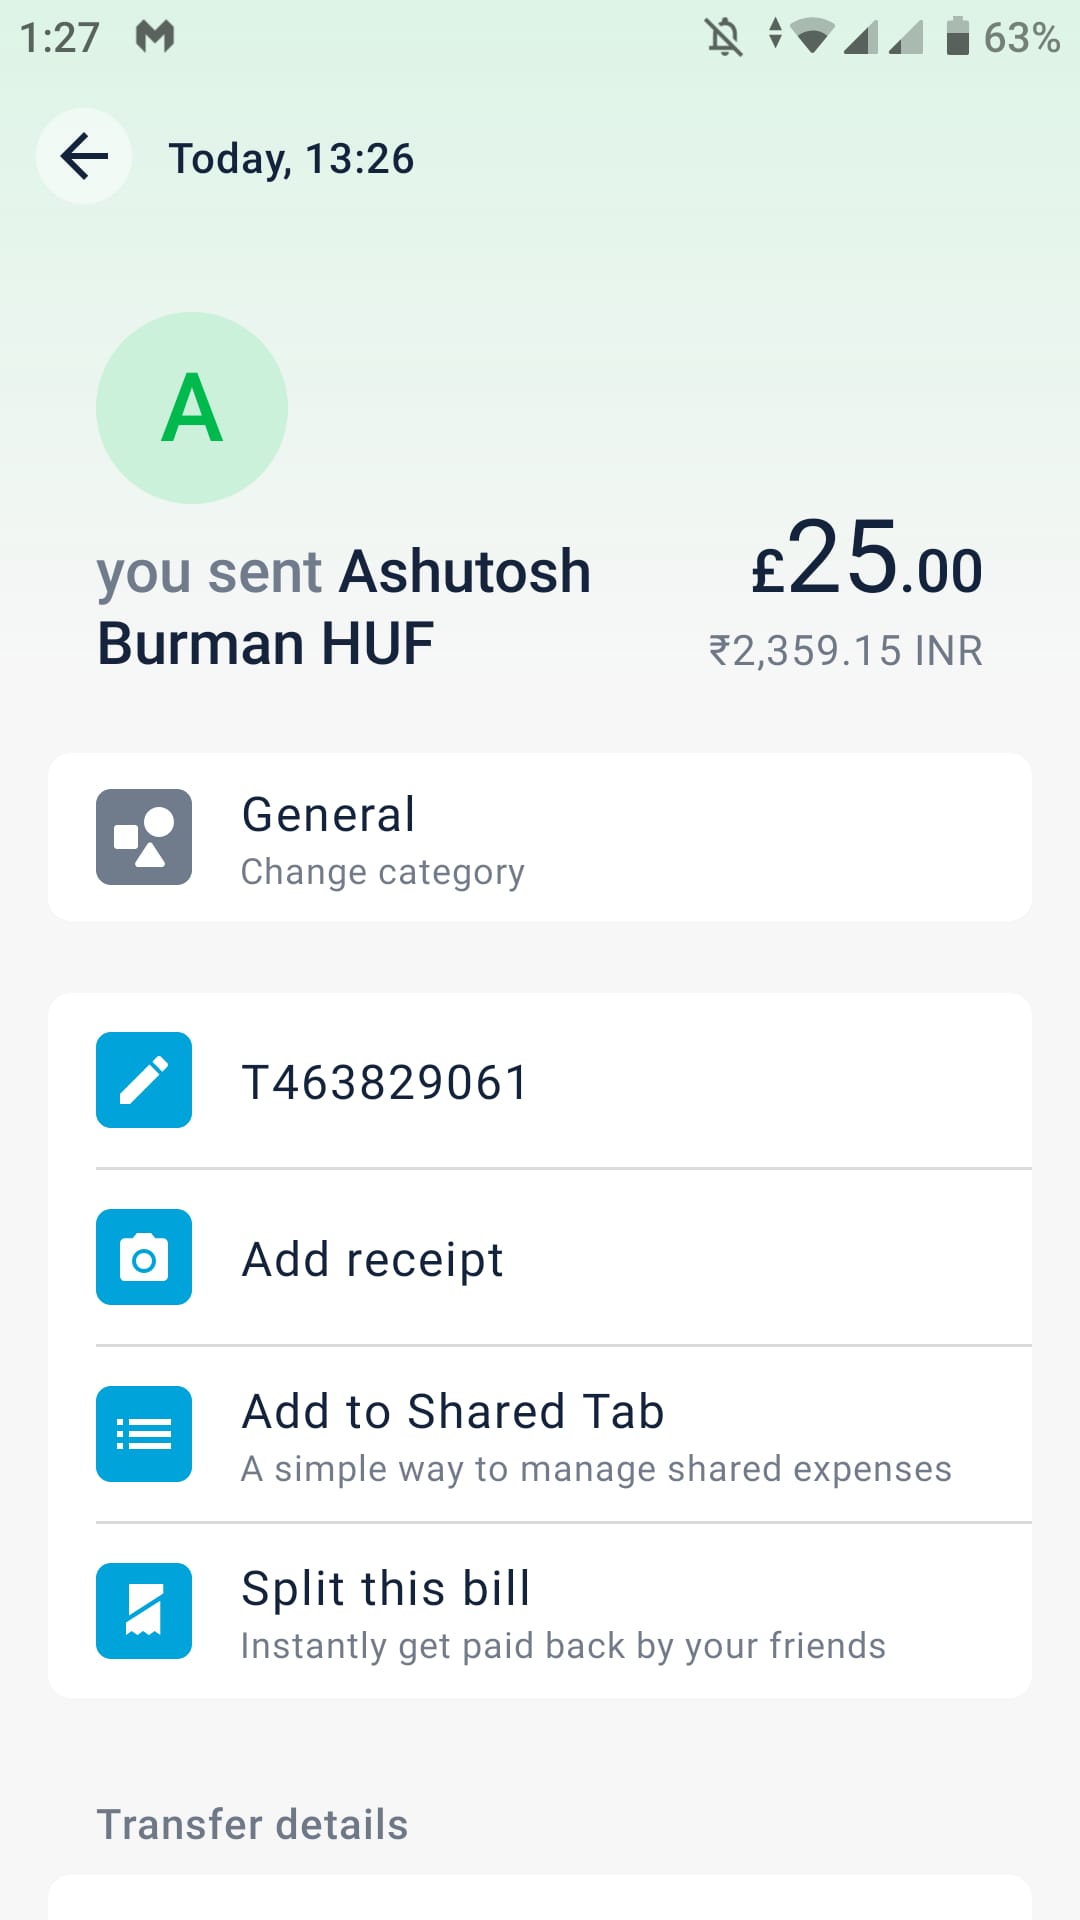 1:27
63%
Today, 13:26
A
you sent Ashutosh
Burman HUF
£25.00
₹2,359.15 INR
General
Change category
T463829061
Add receipt
Add to Shared Tab
A simple way to manage shared expenses
Split this bill
Instantly get paid back by your friends
Transfer details